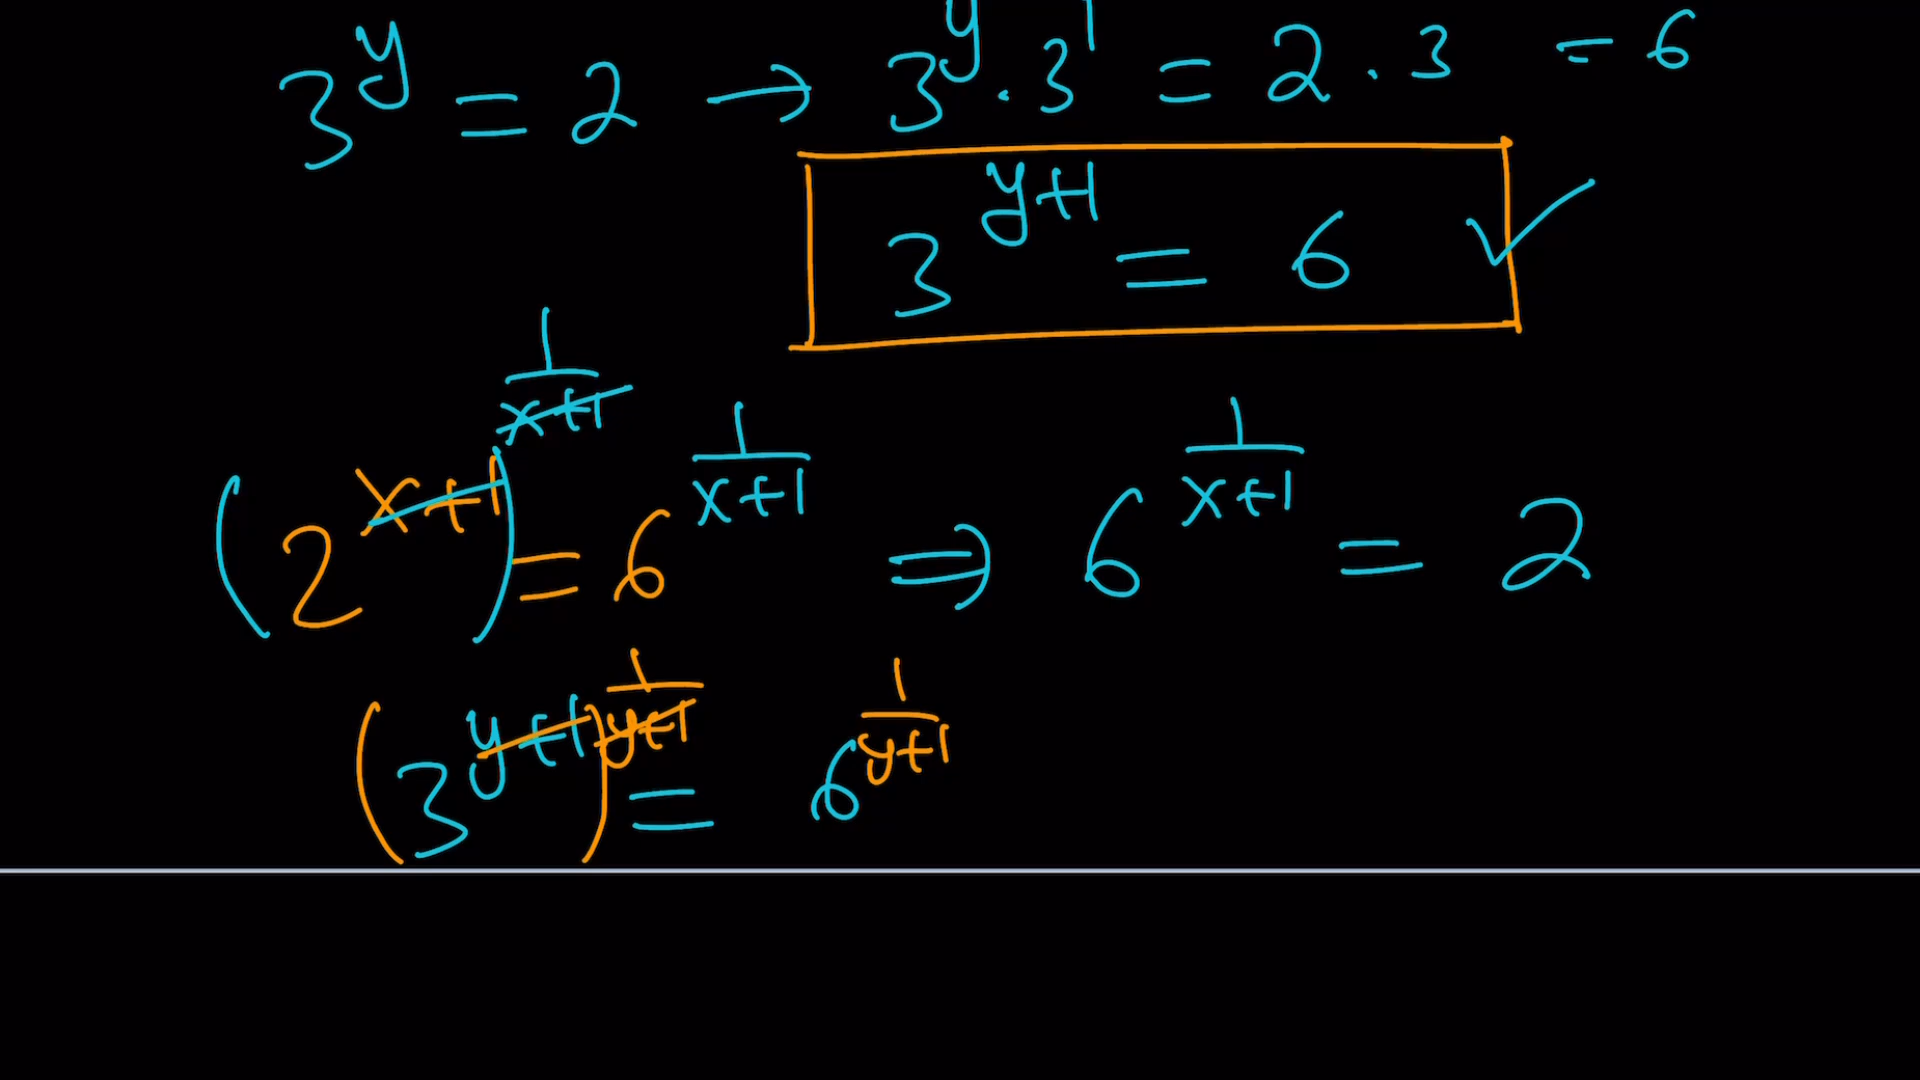 3^y = 2 → 3^y · 3^1 = 2 · 3 = 6
3^(y+1) = 6 ✓
(2^(x+1))^(1/(x+1)) = 6^(1/(x+1)) ⇒ 6^(1/(x+1)) = 2
(3^(y+1))^(1/(y+1)) = 6^(1/(y+1))